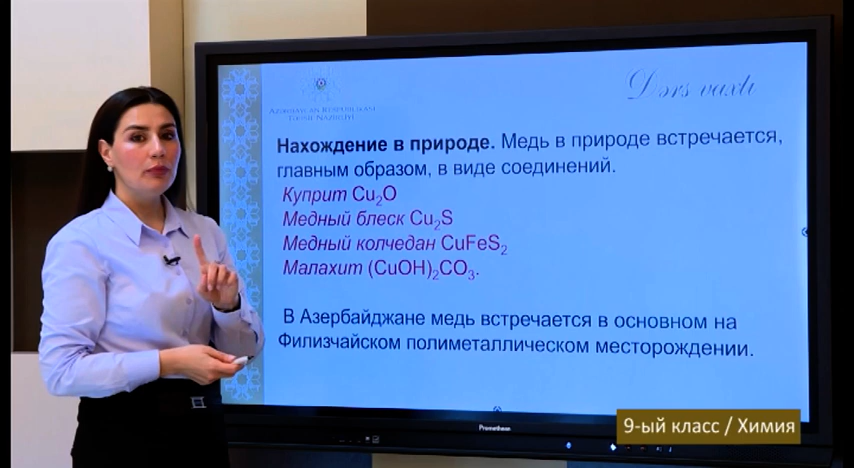 Dərs vaxtı
AZƏRBAYCAN RESPUBLİKASI
TƏHSİL NAZİRLİYİ
Нахождение в природе. Медь в природе встречается,
главным образом, в виде соединений.
Куприт Cu₂O
Медный блеск Cu₂S
Медный колчедан CuFeS₂
Малахит (CuOH)₂CO₃.
В Азербайджане медь встречается в основном на
Филизчайском полиметаллическом месторождении.
Promethean
9-ый класс / Химия